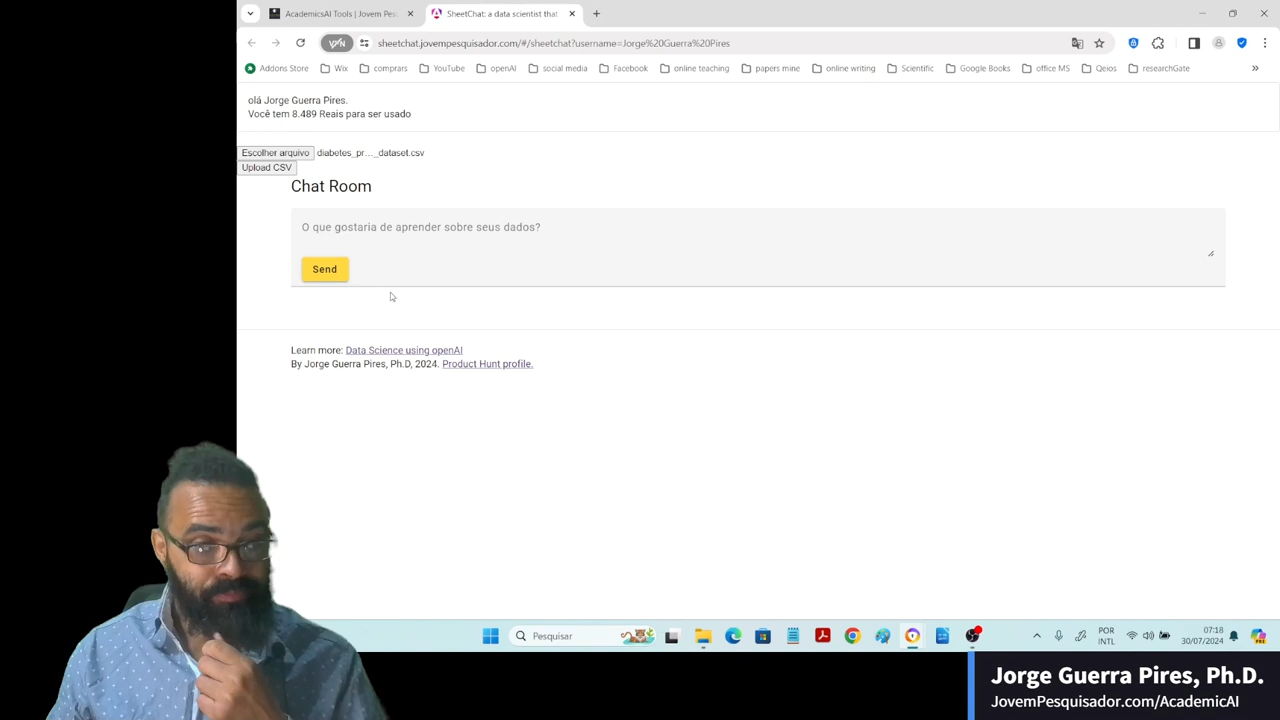 AcademicsAI Tools | Jovem Pes
SheetChat: a data scientist that
VPN
sheetchat.jovempesquisador.com/#/sheetchat?username=Jorge%20Guerra%20Pires
Addons Store Wix comprars YouTube openAI social media Facebook online teaching papers mine online writing Scientific Google Books office MS Qeios researchGate
olá Jorge Guerra Pires.
Você tem 8.489 Reais para ser usado
Escolher arquivo diabetes_pr…_dataset.csv
Upload CSV
Chat Room
O que gostaria de aprender sobre seus dados?
Send
Learn more: Data Science using openAI
By Jorge Guerra Pires, Ph.D, 2024. Product Hunt profile.
Pesquisar
POR
INTL
07:18
30/07/2024
Jorge Guerra Pires, Ph.D.
JovemPesquisador.com/AcademicAI